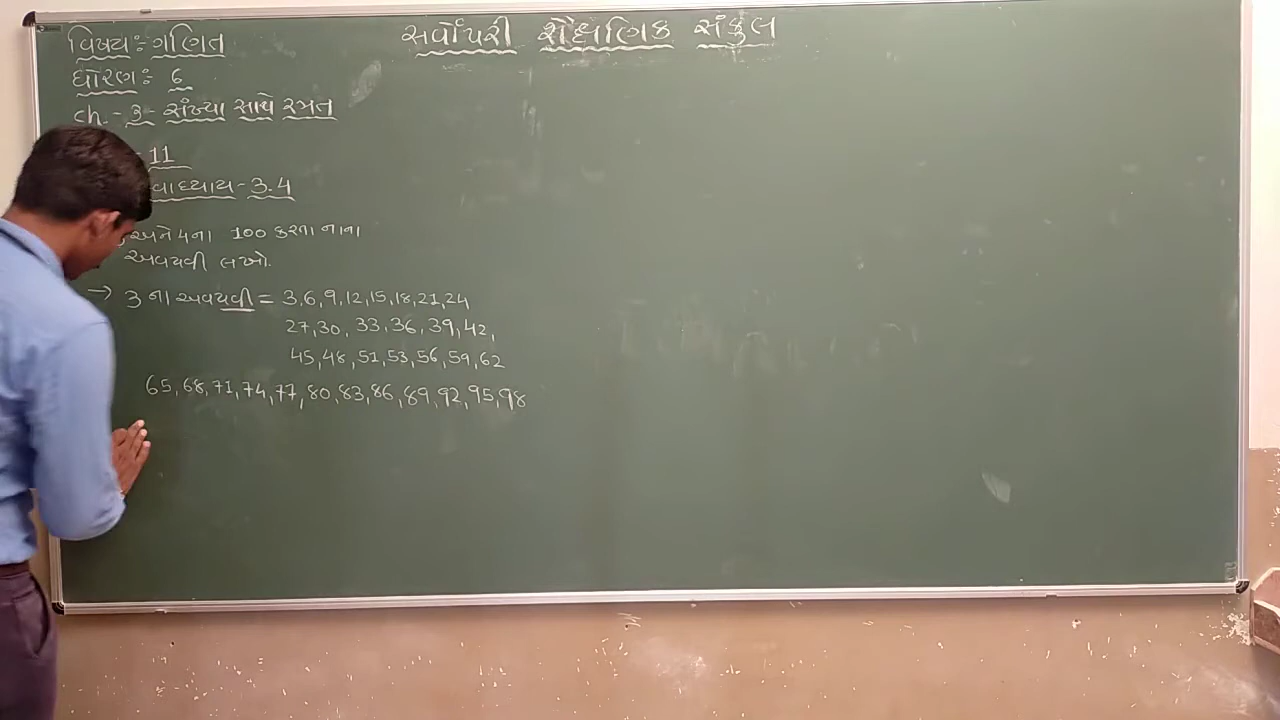 સર્વોપરી શૈક્ષણિક સંકુલ
વિષય:- ગણિત
ધોરણ:- 6
ch.- 3- સંખ્યા સાથે રમત
11
વાધ્યાય- 3.4
અને 4ના 100 કરતા નાના
અવયવી લખો.
→ 3 ના અવયવી = 3,6,9,12,15,18,21,24
27,30, 33,36,39,42,
45,48,51,53,56,59,62
65,68,71,74,77,80,83,86,89,92,95,98